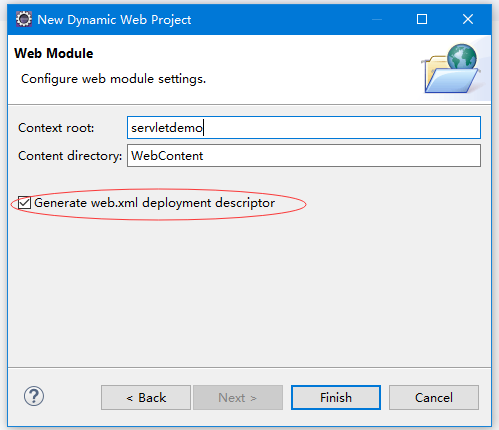 New Dynamic Web Project
Web Module
Configure web module settings.
Context root: servletdemo
Content directory: WebContent
Generate web.xml deployment descriptor
? < Back Next > Finish Cancel